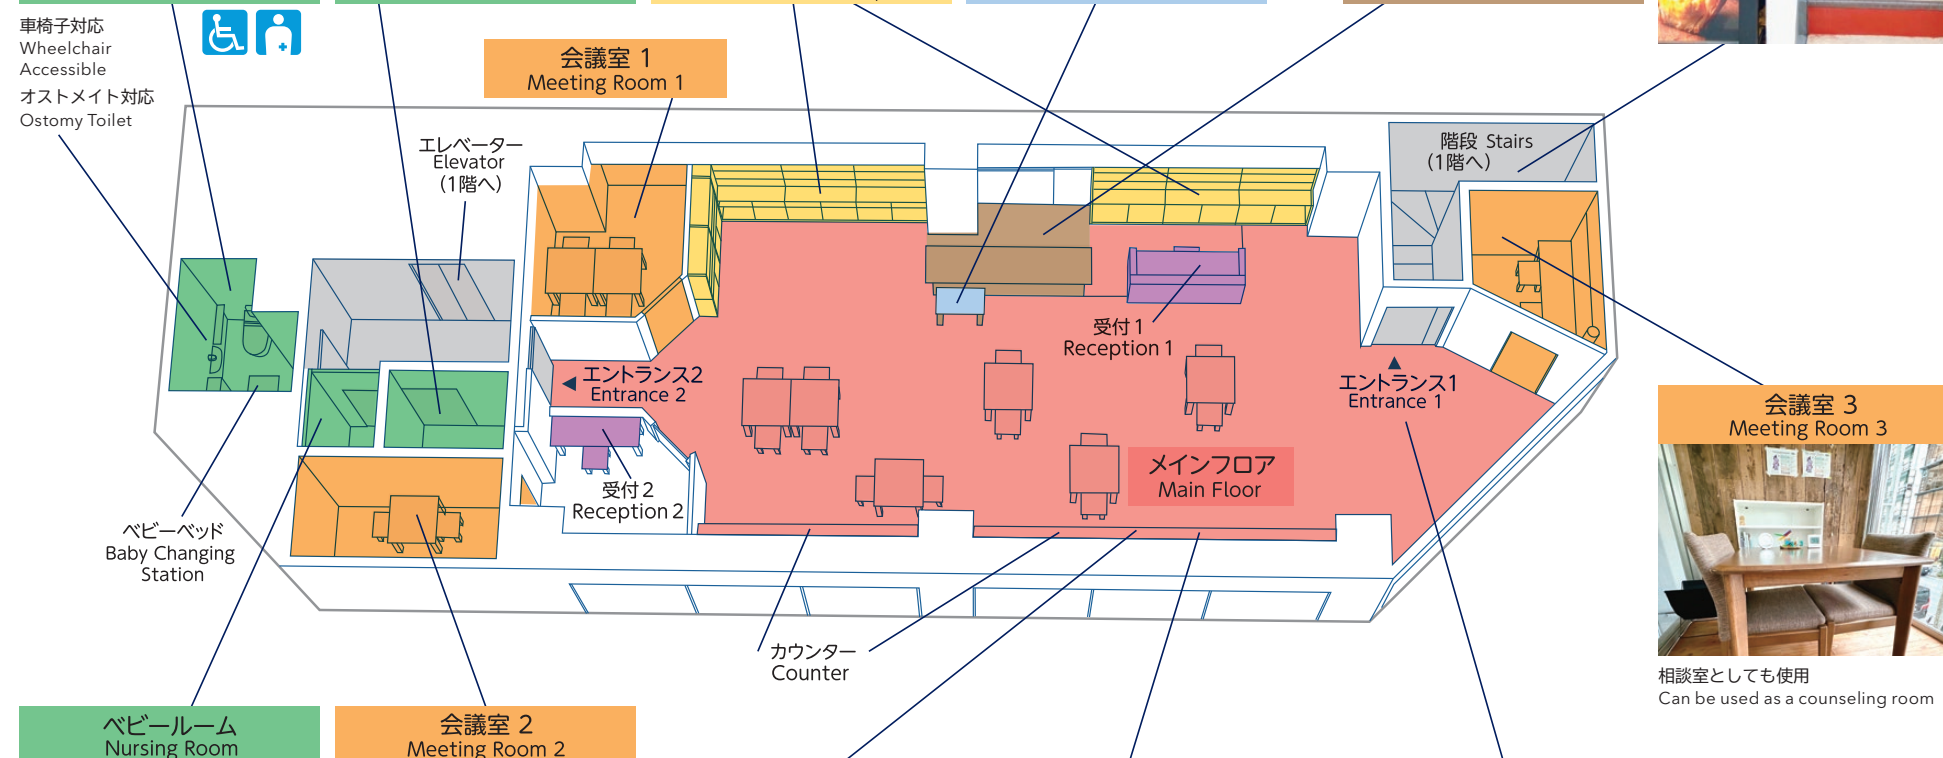 車椅子対応
Wheelchair
Accessible
オストメイト対応
Ostomy Toilet
会議室 1
Meeting Room 1
エレベーター
Elevator
(1階へ)
階段 Stairs
(1階へ)
受付1
Reception 1
エントランス2
Entrance 2
エントランス1
Entrance 1
会議室 3
Meeting Room 3
メインフロア
Main Floor
受付2
Reception 2
ベビーベッド
Baby Changing
Station
カウンター
Counter
相談室としても使用
Can be used as a counseling room
ベビールーム
Nursing Room
会議室 2
Meeting Room 2